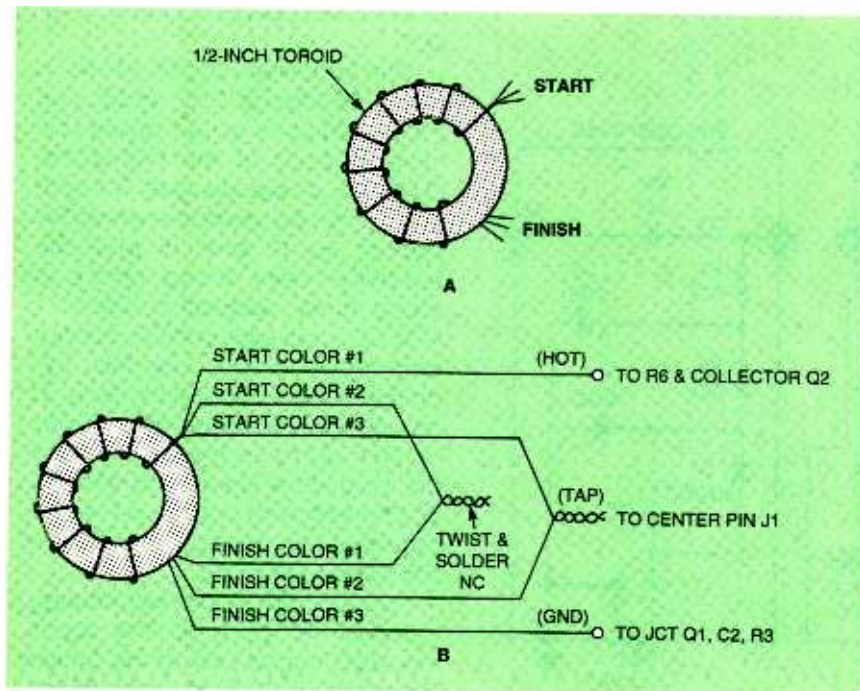 1/2-INCH TOROID
START
FINISH
A
START COLOR #1
(HOT)
TO R6 & COLLECTOR Q2
START COLOR #2
START COLOR #3
(TAP)
TO CENTER PIN J1
TWIST &
SOLDER
NC
FINISH COLOR #1
FINISH COLOR #2
FINISH COLOR #3
(GND)
TO JCT Q1, C2, R3
B